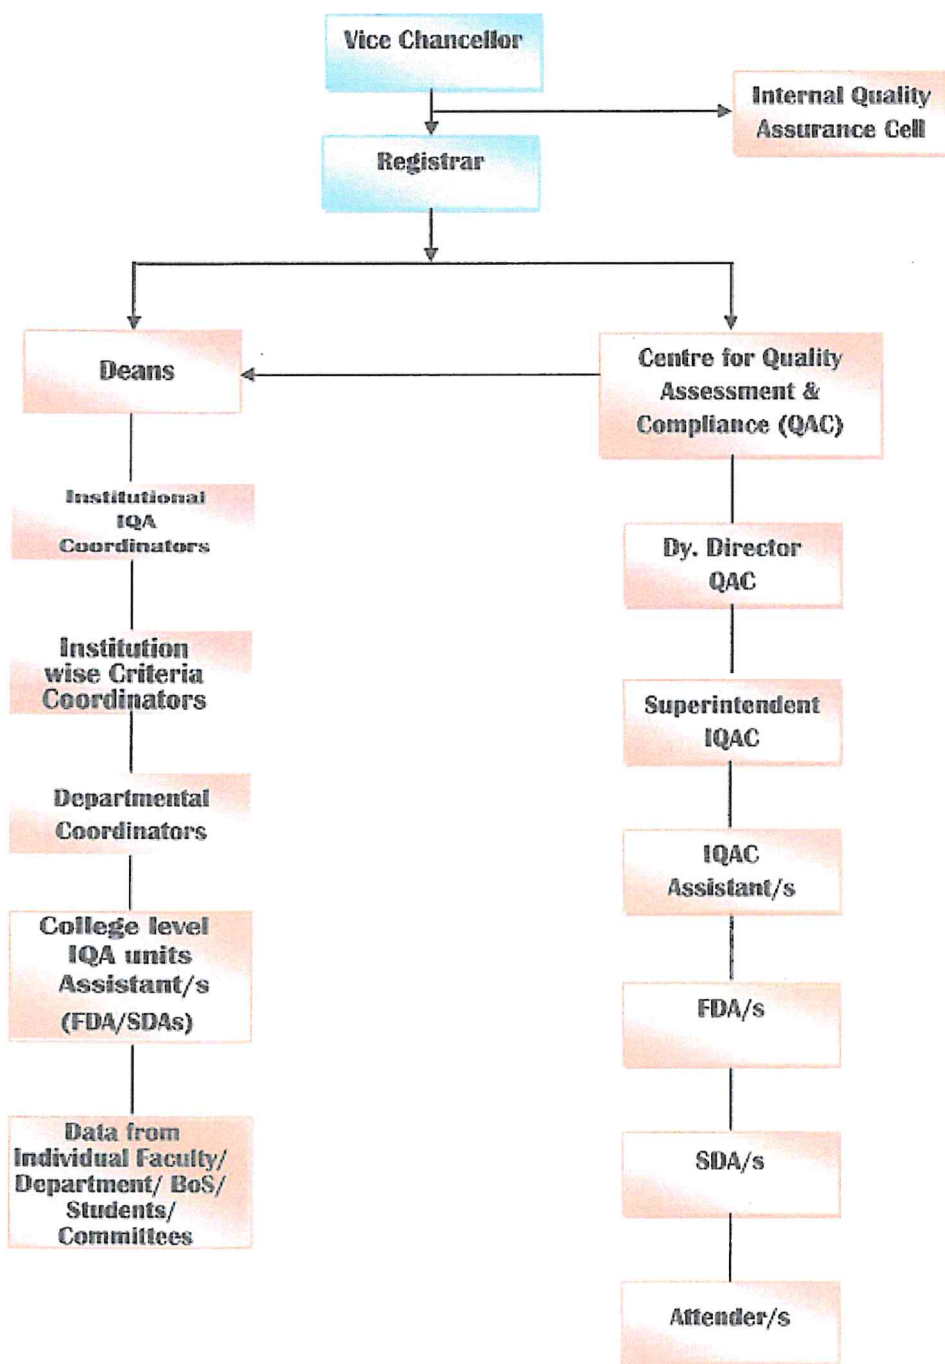 Vice Chancellor
Internal Quality
Assurance Cell
Registrar
Deans
Centre for Quality
Assessment &
Compliance (QAC)
Institutional
IQA
Coordinators
Dy. Director
QAC
Institution
wise Criteria
Coordinators
Superintendent
IQAC
Departmental
Coordinators
IQAC
Assistant/s
College level
IQA units
Assistant/s
(FDA/SDAs)
FDA/s
Data from
Individual Faculty/
Department/ BoS/
Students/
Committees
SDA/s
Attender/s